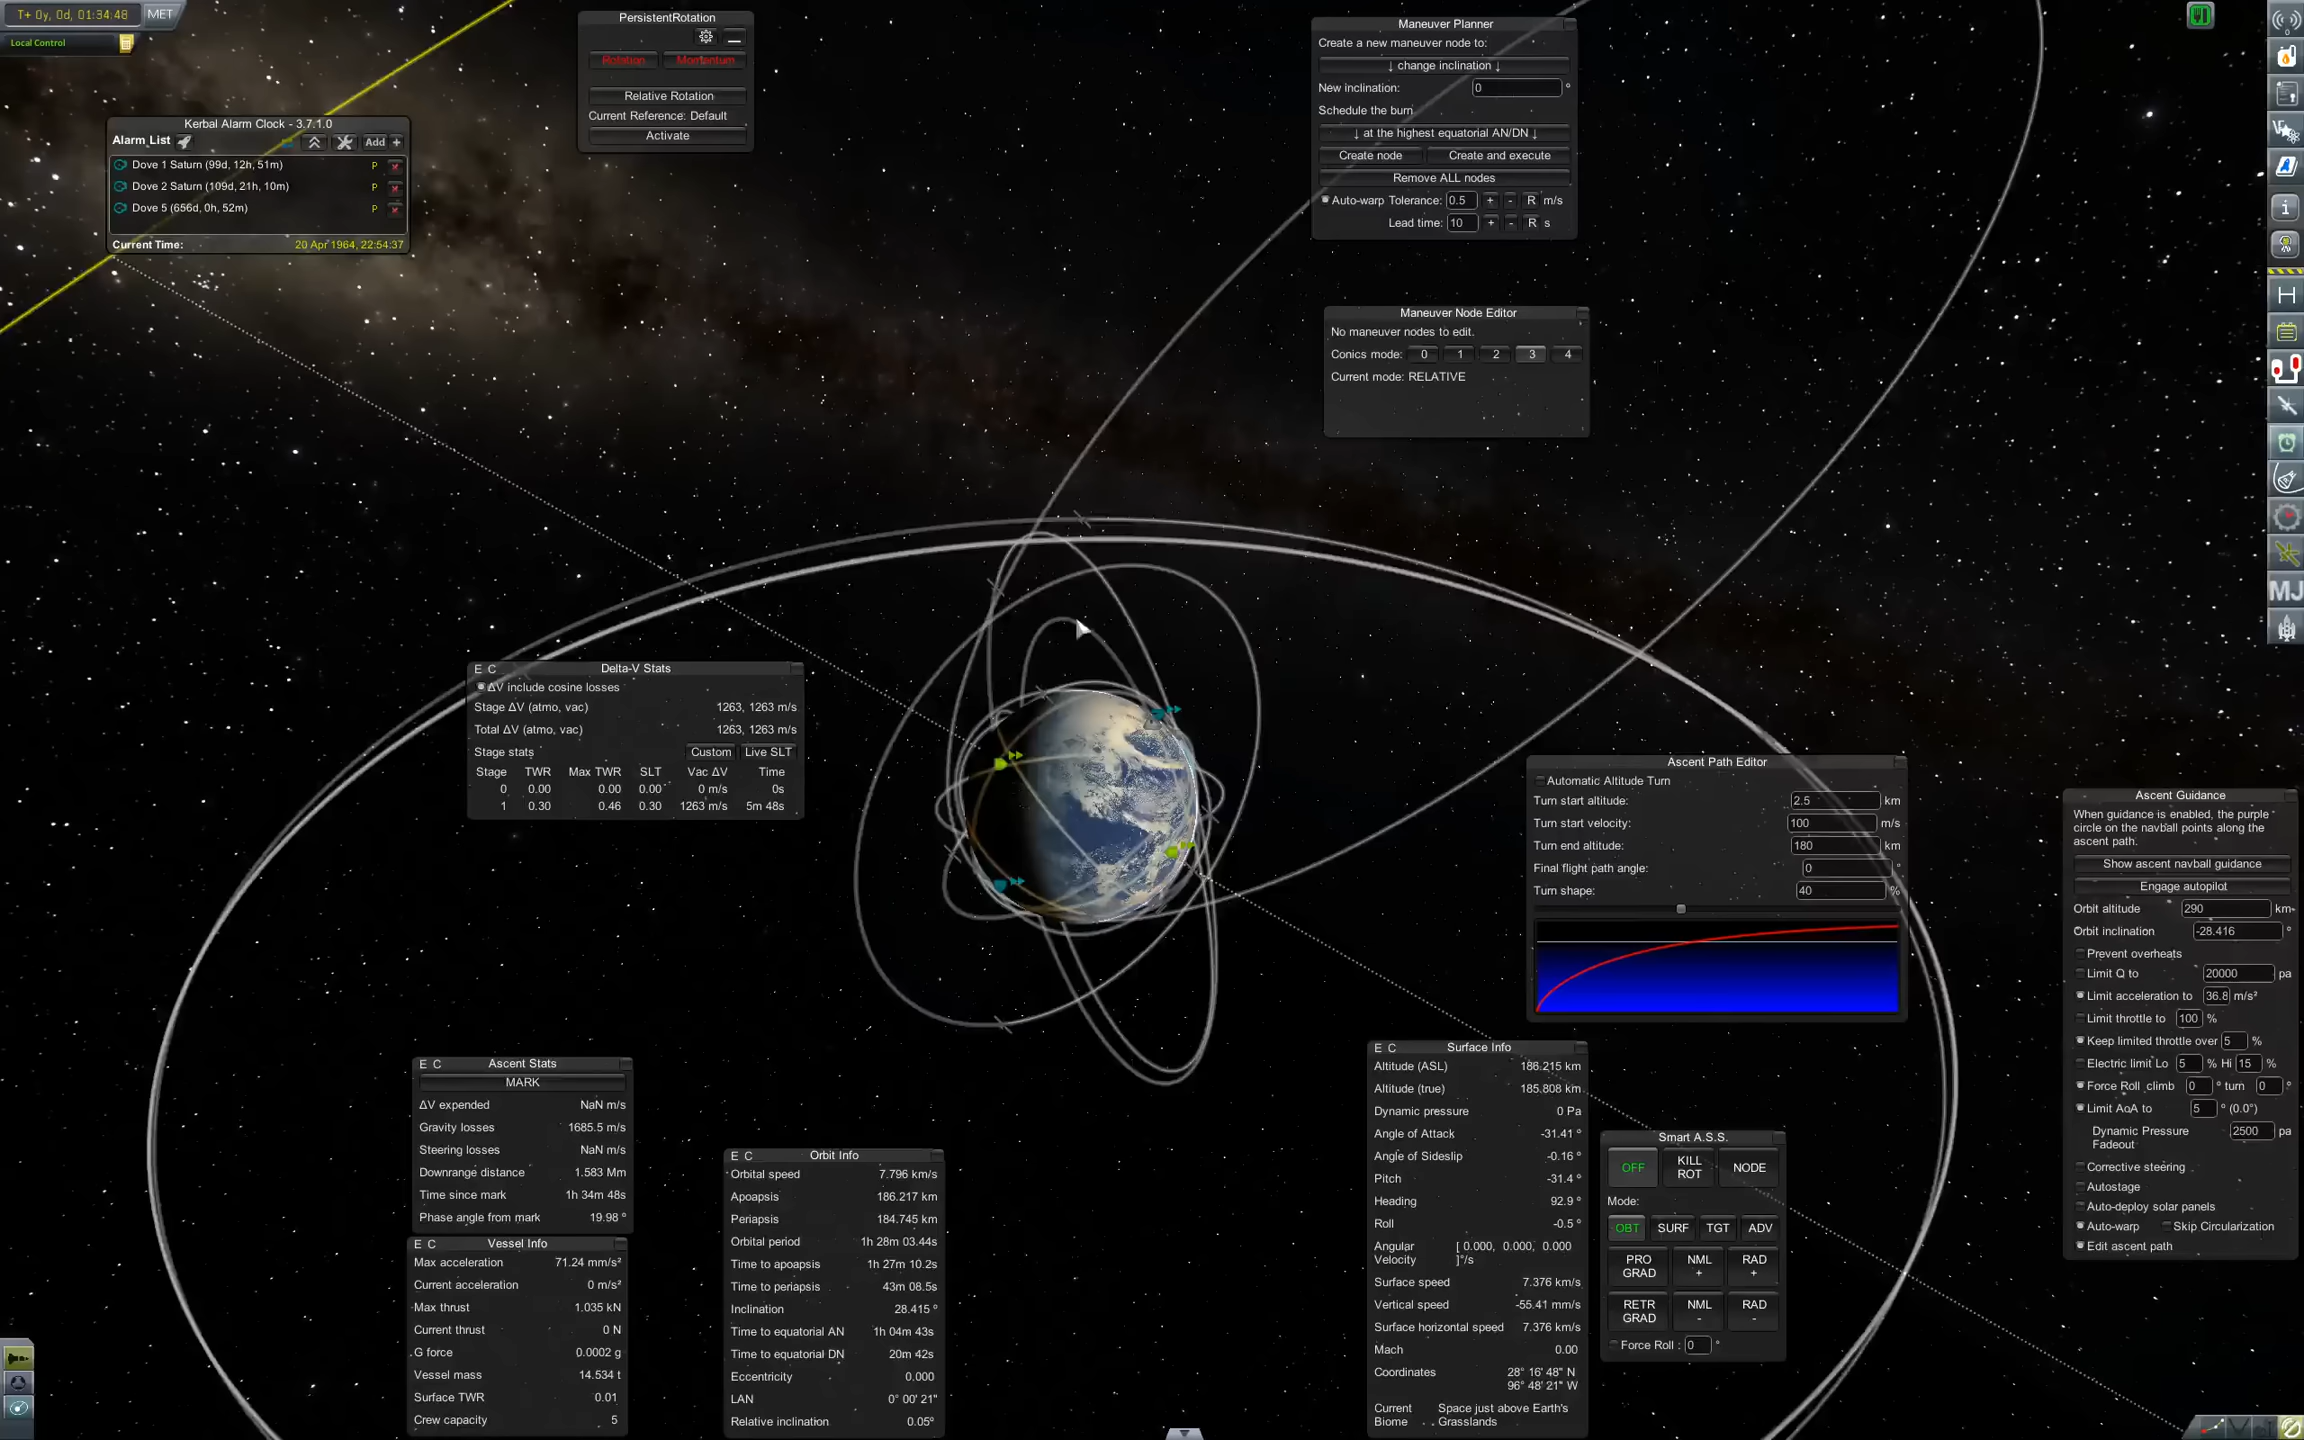 T+ 0y, 0d, 01:34:48 MET
Local Control
PersistentRotation
Rotation Momentum
Relative Rotation
Current Reference: Default
Activate
Kerbal Alarm Clock - 3.7.1.0
Alarm List Add +
Dove 1 Saturn (99d, 12h, 51m) P
Dove 2 Saturn (109d, 21h, 10m) P
Dove 5 (656d, 0h, 52m) P
Current Time: 20 Apr 1964, 22:54:37
Maneuver Planner
Create a new maneuver node to:
↓ change inclination ↓
New inclination: 0 °
Schedule the burn
↓ at the highest equatorial AN/DN ↓
Create node Create and execute
Remove ALL nodes
Auto-warp Tolerance: 0.5 + - R m/s
Lead time: 10 + - R s
Maneuver Node Editor
No maneuver nodes to edit.
Conics mode: 0 1 2 3 4
Current mode: RELATIVE
MJ
E C Delta-V Stats
ΔV include cosine losses
Stage ΔV (atmo, vac) 1263, 1263 m/s
Total ΔV (atmo, vac) 1263, 1263 m/s
Stage stats Custom Live SLT
Stage TWR Max TWR SLT Vac ΔV Time
0 0.00 0.00 0.00 0 m/s 0s
1 0.30 0.46 0.30 1263 m/s 5m 48s
Ascent Path Editor
Automatic Altitude Turn
Turn start altitude: 2.5 km
Turn start velocity: 100 m/s
Turn end altitude: 180 km
Final flight path angle: 0 °
Turn shape: 40 %
Ascent Guidance
When guidance is enabled, the purple
circle on the navball points along the
ascent path.
Show ascent navball guidance
Engage autopilot
Orbit altitude 290 km
Orbit inclination -28.416 °
Prevent overheats
Limit Q to 20000 pa
Limit acceleration to 36.8 m/s²
Limit throttle to 100 %
Keep limited throttle over 5 %
Electric limit Lo 5 % Hi 15 %
Force Roll climb 0 ° turn 0 °
Limit AoA to 5 ° (0.0°)
Dynamic Pressure
Fadeout 2500 pa
Corrective steering
Autostage
Auto-deploy solar panels
Auto-warp Skip Circularization
Edit ascent path
E C Ascent Stats
MARK
ΔV expended NaN m/s
Gravity losses 1685.5 m/s
Steering losses NaN m/s
Downrange distance 1.583 Mm
Time since mark 1h 34m 48s
Phase angle from mark 19.98 °
E C Vessel Info
Max acceleration 71.24 mm/s²
Current acceleration 0 m/s²
Max thrust 1.035 kN
Current thrust 0 N
G force 0.0002 g
Vessel mass 14.534 t
Surface TWR 0.01
Crew capacity 5
E C Orbit Info
Orbital speed 7.796 km/s
Apoapsis 186.217 km
Periapsis 184.745 km
Orbital period 1h 28m 03.44s
Time to apoapsis 1h 27m 10.2s
Time to periapsis 43m 08.5s
Inclination 28.415 °
Time to equatorial AN 1h 04m 43s
Time to equatorial DN 20m 42s
Eccentricity 0.000
LAN 0° 00' 21"
Relative inclination 0.05°
E C Surface Info
Altitude (ASL) 186.215 km
Altitude (true) 185.808 km
Dynamic pressure 0 Pa
Angle of Attack -31.41 °
Angle of Sideslip -0.16 °
Pitch -31.4 °
Heading 92.9 °
Roll -0.5 °
Angular [ 0.000, 0.000, 0.000
Velocity ]°/s
Surface speed 7.376 km/s
Vertical speed -55.41 mm/s
Surface horizontal speed 7.376 km/s
Mach 0.00
Coordinates 28° 16' 48" N
96° 48' 21" W
Current Space just above Earth's
Biome Grasslands
Smart A.S.S.
OFF KILL ROT NODE
Mode:
OBT SURF TGT ADV
PRO GRAD NML + RAD +
RETR GRAD NML - RAD -
Force Roll : 0 °